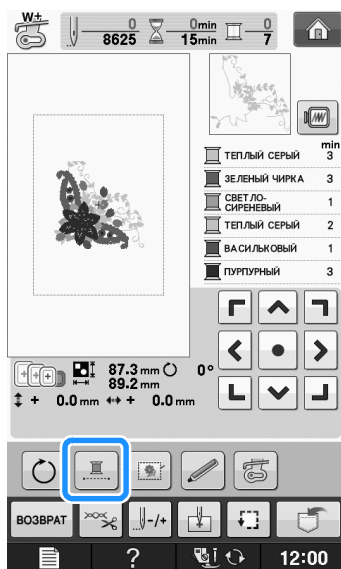 W+
0 0min 0
8625 15min 7
min
ТЕПЛЫЙ СЕРЫЙ 3
ЗЕЛЕНЫЙ ЧИРКА 3
СВЕТЛО-
СИРЕНЕВЫЙ 1
ТЕПЛЫЙ СЕРЫЙ 2
ВАСИЛЬКОВЫЙ 1
ПУРПУРНЫЙ 3
87.3 mm 0°
89.2 mm
+ 0.0 mm + 0.0 mm
ВОЗВРАТ -/+
? 12:00